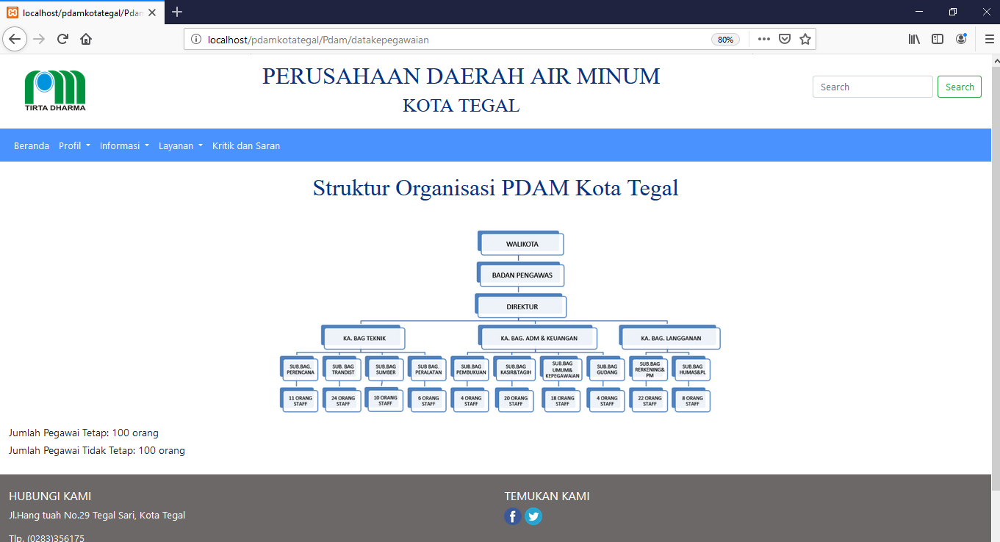 localhost/pdamkotategal/Pdam
localhost/pdamkotategal/Pdam/datakepegawaian
80%
TIRTA DHARMA
PERUSAHAAN DAERAH AIR MINUM
KOTA TEGAL
Search
Search
Beranda
Profil
Informasi
Layanan
Kritik dan Saran
Struktur Organisasi PDAM Kota Tegal
WALIKOTA
BADAN PENGAWAS
DIREKTUR
KA. BAG TEKNIK
KA. BAG. ADM & KEUANGAN
KA. BAG. LANGGANAN
SUB.BAG.
PERENCANA
SUB. BAG
TRANDIST
SUB.BAG
SUMBER
SUB BAG.
PERALATAN
SUB.BAG
PEMBUKUAN
SUB.BAG
KASIR&TAGIH
SUB.BAG
UMUM&
KEPEGAWAIAN
SUB.BAG
GUDANG
SUB.BAG
RERKENING&
PM
SUB.BAG
HUMAS&PL
11 ORANG
STAFF
24 ORANG
STAFF
10 ORANG
STAFF
6 ORANG
STAFF
4 ORANG
STAFF
20 ORANG
STAFF
18 ORANG
STAFF
4 ORANG
STAFF
22 ORANG
STAFF
8 ORANG
STAFF
Jumlah Pegawai Tetap: 100 orang
Jumlah Pegawai Tidak Tetap: 100 orang
HUBUNGI KAMI
Jl.Hang tuah No.29 Tegal Sari, Kota Tegal
Tlp. (0283)356175
TEMUKAN KAMI